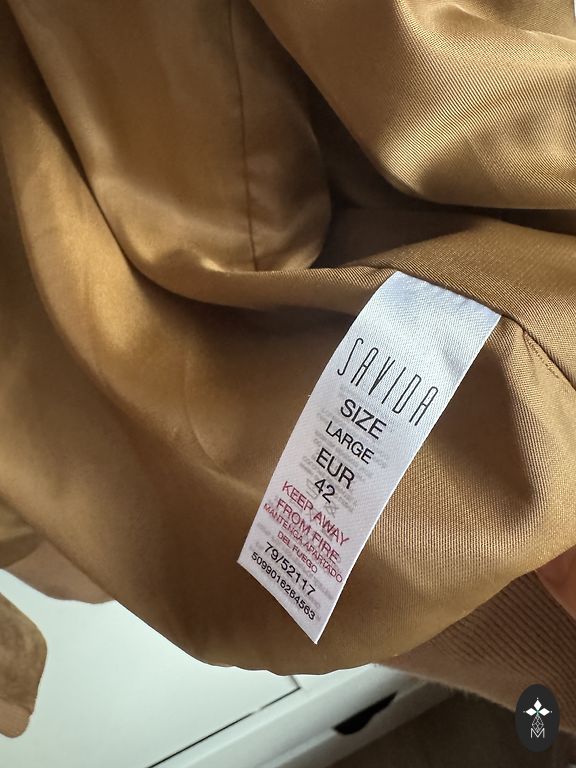 SAVIDA
SIZE
LARGE
EUR
42
KEEP AWAY
FROM FIRE
MANTENGA APARTADO
DEL FUEGO
79/52117
5099016264563
M